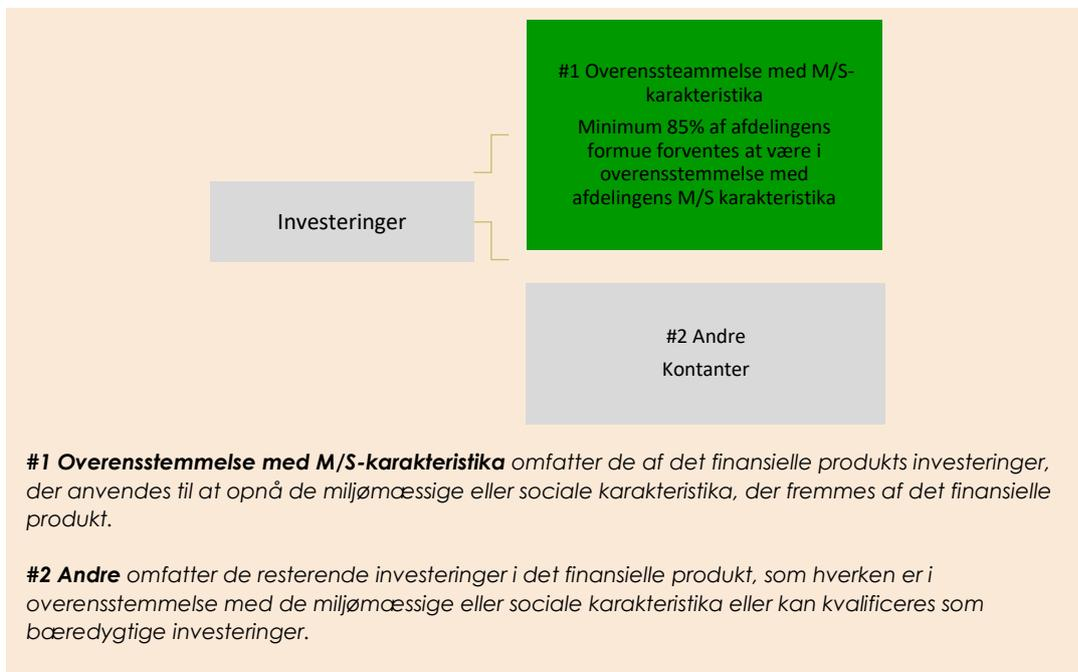 #1 Overenssteammelse med M/S-
karakteristika
Minimum 85% af afdelingens
formue forventes at være i
overensstemmelse med
afdelingens M/S karakteristika
Investeringer
#2 Andre
Kontanter
#1 Overensstemmelse med M/S-karakteristika omfatter de af det finansielle produkts investeringer,
der anvendes til at opnå de miljømæssige eller sociale karakteristika, der fremmes af det finansielle
produkt.
#2 Andre omfatter de resterende investeringer i det finansielle produkt, som hverken er i
overensstemmelse med de miljømæssige eller sociale karakteristika eller kan kvalificeres som
bæredygtige investeringer.